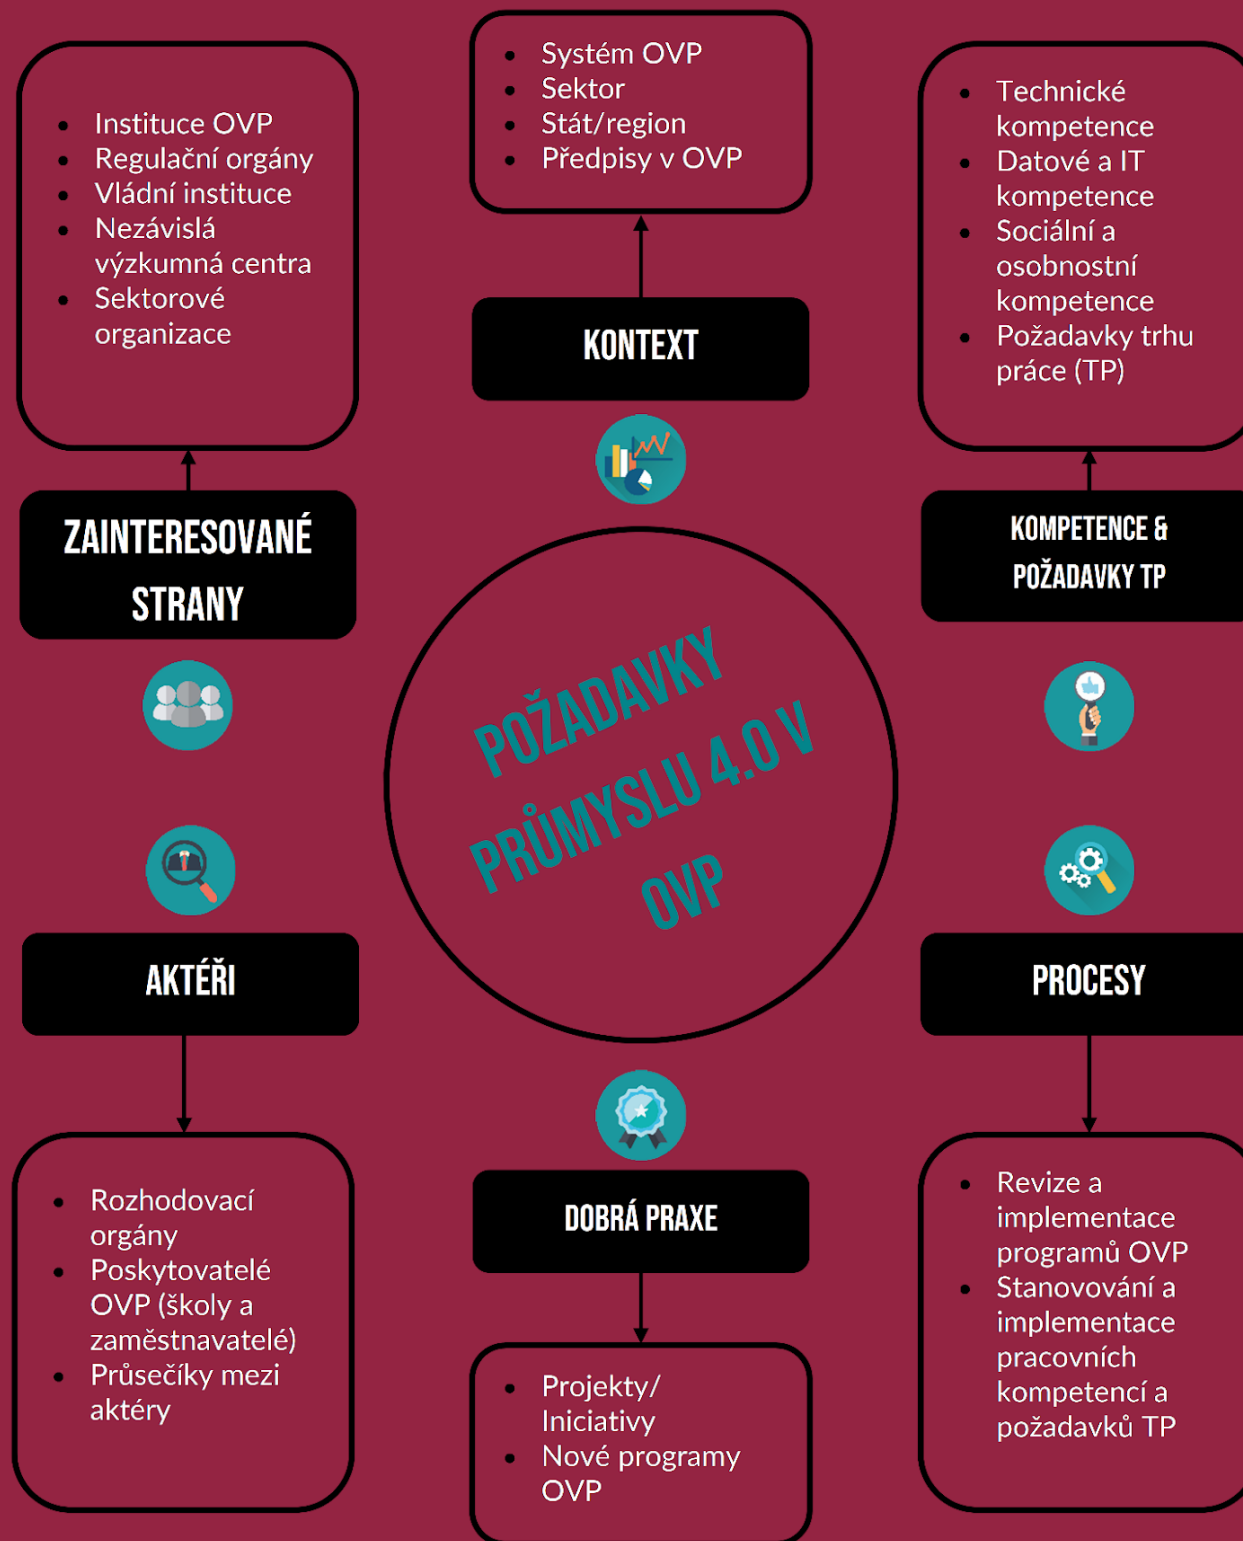 Instituce OVP
Regulační orgány
Vládní instituce
Nezávislá
výzkumná centra
Sektorové
organizace
ZAINTERESOVANÉ
STRANY
Systém OVP
Sektor
Stát/region
Předpisy v OVP
KONTEXT
Technické
kompetence
Datové a IT
kompetence
Sociální a
osobnostní
kompetence
Požadavky trhu
práce (TP)
KOMPETENCE &
POŽADAVKY TP
POŽADAVKY
PRŮMYSLU 4.0 V
OVP
AKTÉŘI
Rozhodovací
orgány
Poskytovatelé
OVP (školy a
zaměstnavatelé)
Průsečíky mezi
aktéry
DOBRÁ PRAXE
Projekty/
Iniciativy
Nové programy
OVP
PROCESY
Revize a
implementace
programů OVP
Stanovování a
implementace
pracovních
kompetencí a
požadavků TP